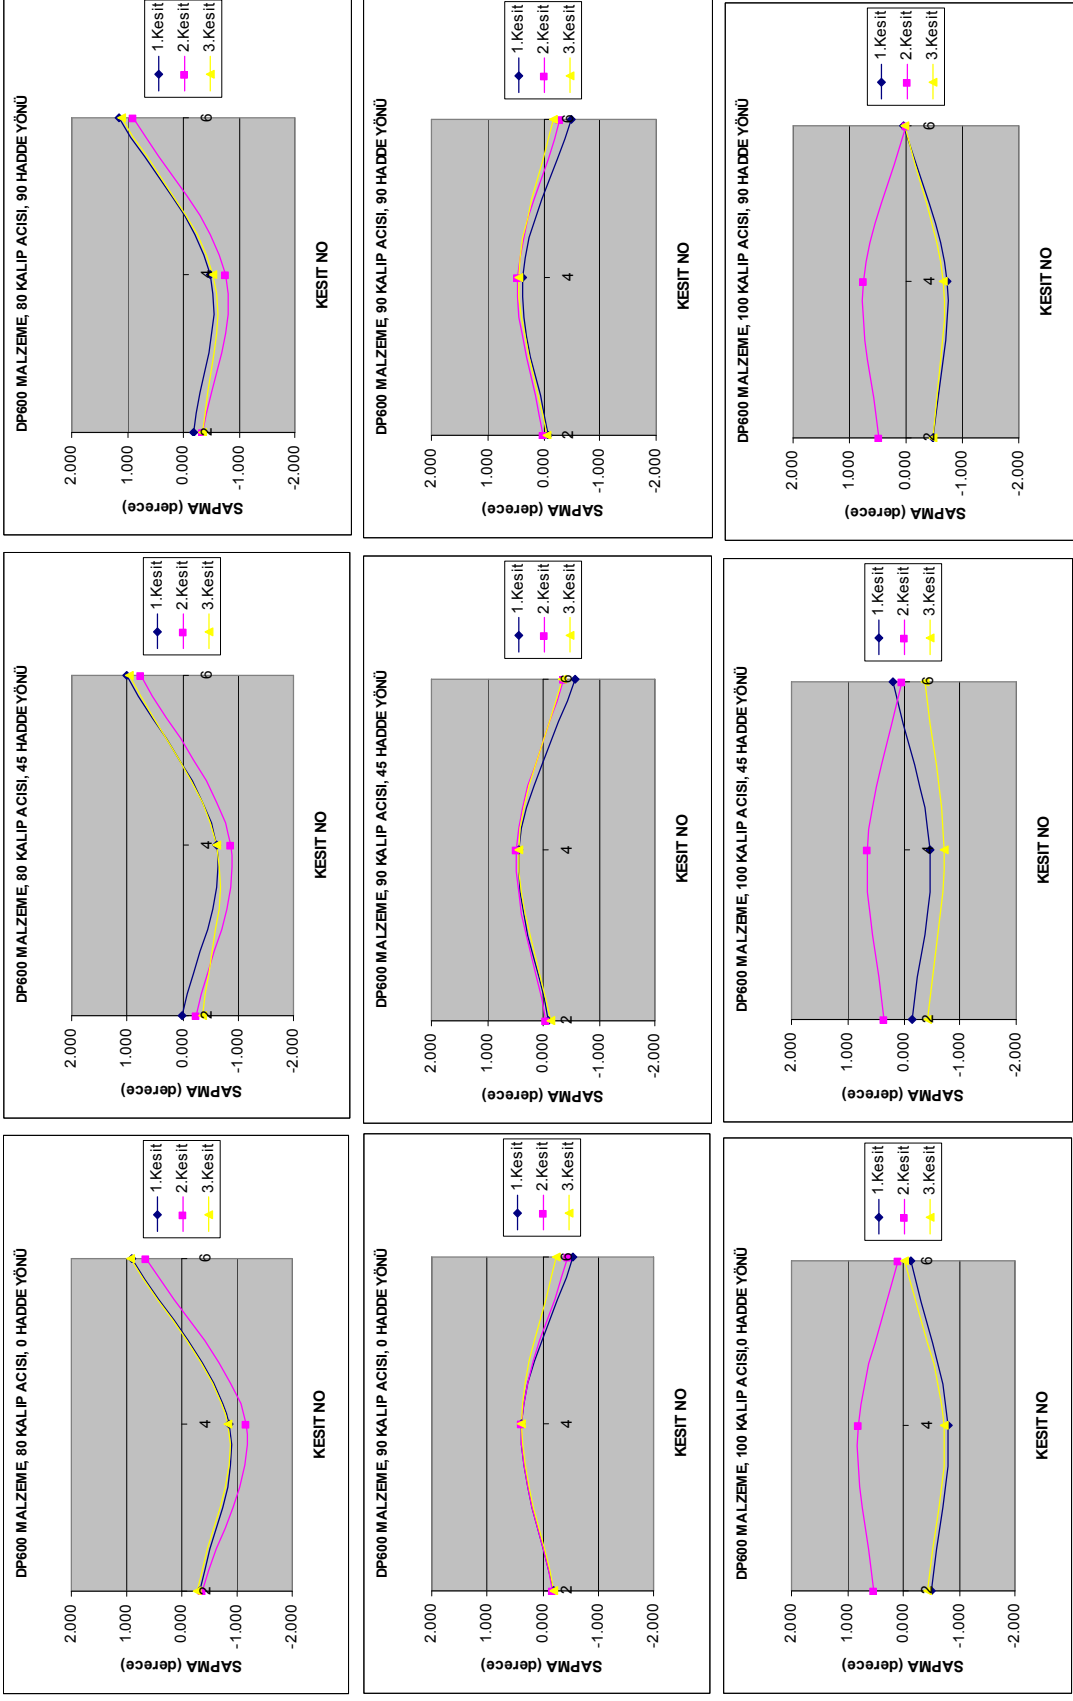 DP600 MALZEME, 80 KALIP ACISI, 0 HADDE YÖNÜ
SAPMA (derece)
2.000
1.000
0.000
-1.000
-2.000
2 4 6
KESIT NO
1.Kesit
2.Kesit
3.Kesit
DP600 MALZEME, 80 KALIP ACISI, 45 HADDE YÖNÜ
SAPMA (derece)
2.000
1.000
0.000
-1.000
-2.000
2 4 6
KESIT NO
1.Kesit
2.Kesit
3.Kesit
DP600 MALZEME, 80 KALIP ACISI, 90 HADDE YÖNÜ
SAPMA (derece)
2.000
1.000
0.000
-1.000
-2.000
2 4 6
KESIT NO
1.Kesit
2.Kesit
3.Kesit
DP600 MALZEME, 90 KALIP ACISI, 0 HADDE YÖNÜ
SAPMA (derece)
2.000
1.000
0.000
-1.000
-2.000
2 4 6
KESIT NO
1.Kesit
2.Kesit
3.Kesit
DP600 MALZEME, 90 KALIP ACISI, 45 HADDE YÖNÜ
SAPMA (derece)
2.000
1.000
0.000
-1.000
-2.000
2 4 6
KESIT NO
1.Kesit
2.Kesit
3.Kesit
DP600 MALZEME, 90 KALIP ACISI, 90 HADDE YÖNÜ
SAPMA (derece)
2.000
1.000
0.000
-1.000
-2.000
2 4 6
KESIT NO
1.Kesit
2.Kesit
3.Kesit
DP600 MALZEME, 100 KALIP ACISI,0 HADDE YÖNÜ
SAPMA (derece)
2.000
1.000
0.000
-1.000
-2.000
2 4 6
KESIT NO
1.Kesit
2.Kesit
3.Kesit
DP600 MALZEME, 100 KALIP ACISI, 45 HADDE YÖNÜ
SAPMA (derece)
2.000
1.000
0.000
-1.000
-2.000
2 4 6
KESIT NO
1.Kesit
2.Kesit
3.Kesit
DP600 MALZEME, 100 KALIP ACISI, 90 HADDE YÖNÜ
SAPMA (derece)
2.000
1.000
0.000
-1.000
-2.000
2 4 6
KESIT NO
1.Kesit
2.Kesit
3.Kesit